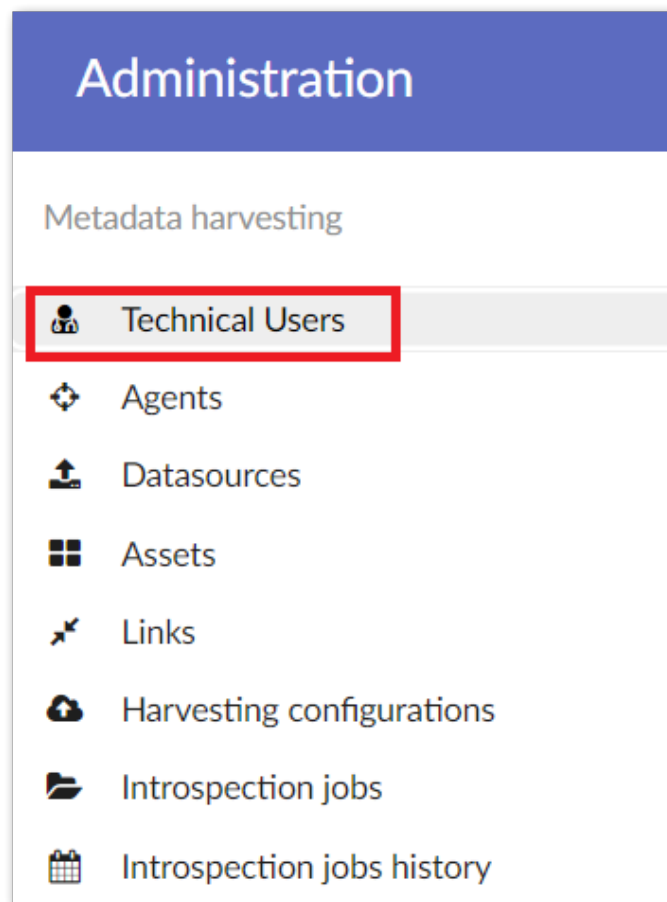 Administration
Metadata harvesting
Technical Users
Agents
Datasources
Assets
Links
Harvesting configurations
Introspection jobs
Introspection jobs history